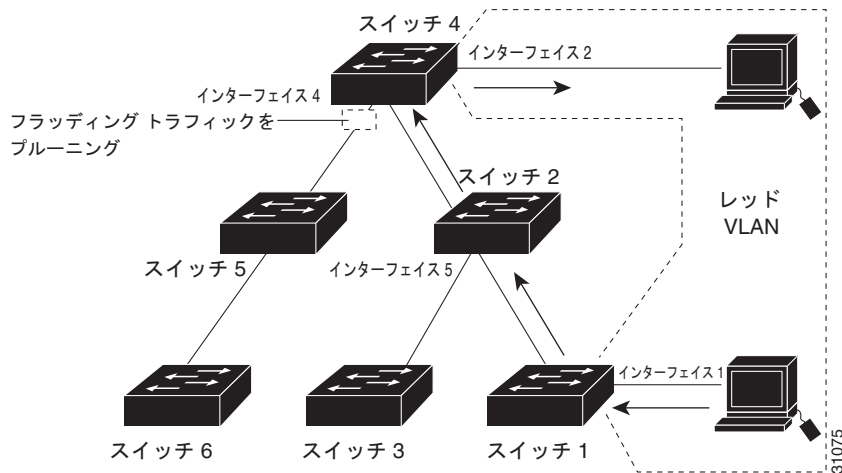 スイッチ 4
インターフェイス 2
インターフェイス 4
フラッディング トラフィックを
プルーニング
スイッチ 2
レッド
VLAN
スイッチ 5
インターフェイス 5
インターフェイス 1
スイッチ 6
スイッチ 3
スイッチ 1
31075